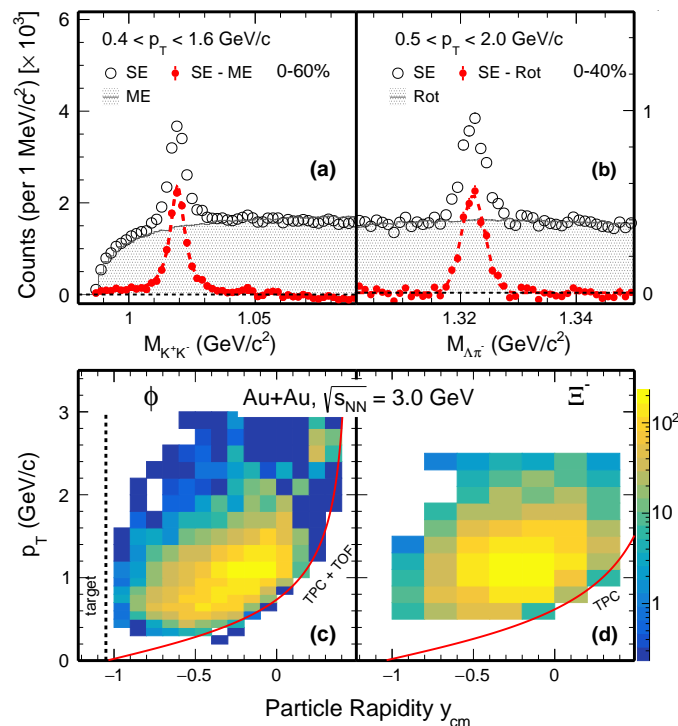 0.4 < p_T < 1.6 GeV/c
SE SE - ME 0-60%
ME
(a)
0.5 < p_T < 2.0 GeV/c
SE SE - Rot 0-40%
Rot
(b)
Counts (per 1 MeV/c²) [× 10³]
6
4
2
0
1
0
1 1.05
1.32 1.34
M_K⁺K⁻ (GeV/c²)
M_Λπ⁻ (GeV/c²)
ϕ Au+Au, √s_NN = 3.0 GeV Ξ⁻
p_T (GeV/c)
3
2
1
0
target
TPC + TOF
(c)
TPC
(d)
10²
10
1
−1 −0.5 0
−1 −0.5 0
Particle Rapidity y_cm